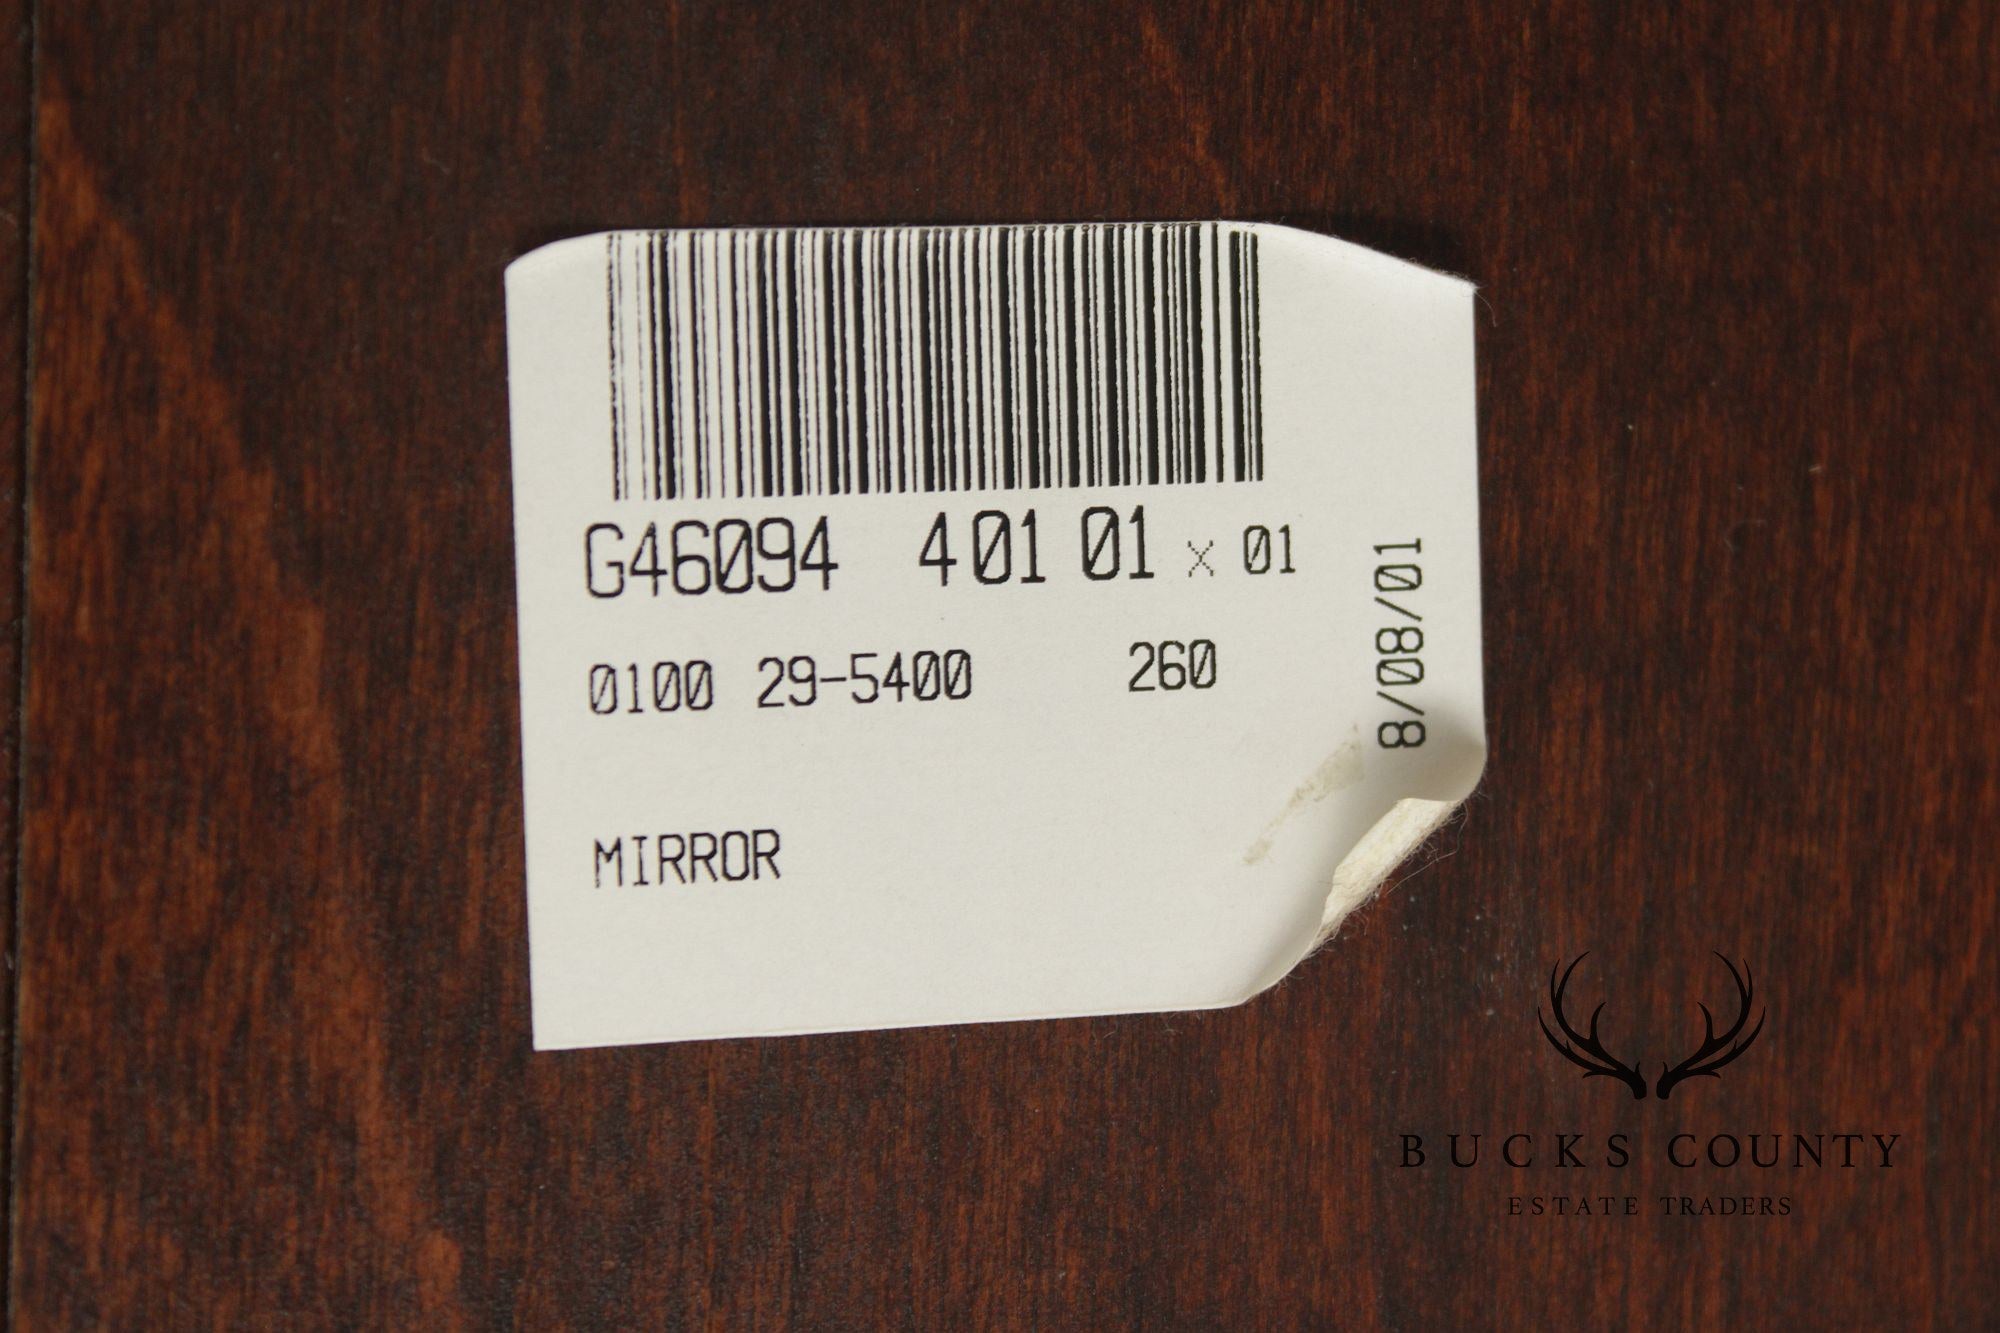 G46094 401 01 x 01
0100 29-5400 260
MIRROR
8/08/01
BUCKS COUNTY
ESTATE TRADERS